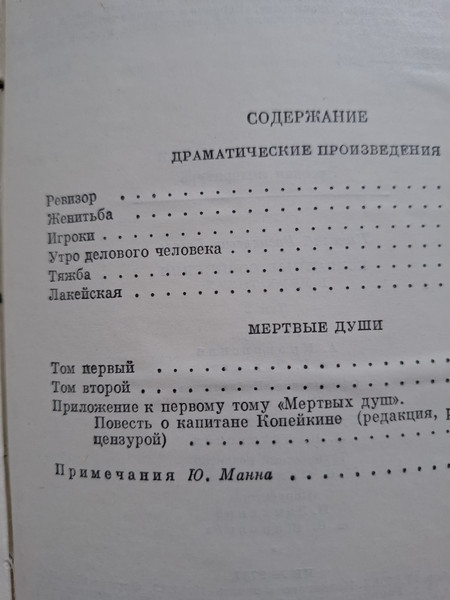 СОДЕРЖАНИЕ
ДРАМАТИЧЕСКИЕ ПРОИЗВЕДЕНИЯ
Ревизор
Женитьба
Игроки
Утро делового человека
Тяжба
Лакейская
МЕРТВЫЕ ДУШИ
Том первый
Том второй
Приложение к первому тому «Мертвых душ».
Повесть о капитане Копейкине (редакция,
цензурой)
Примечания Ю. Манна